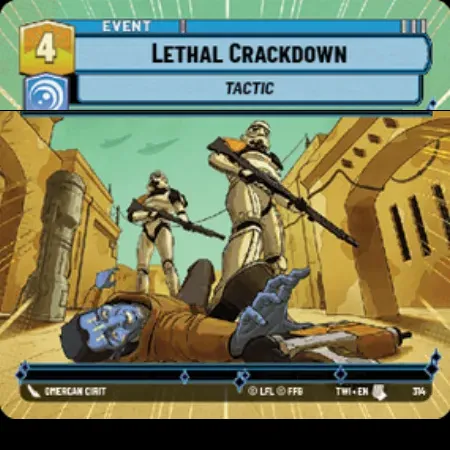 EVENT
4
LETHAL CRACKDOWN
TACTIC
OMERCAN CIRIT
© LFL © FFG
TWI • EN
314